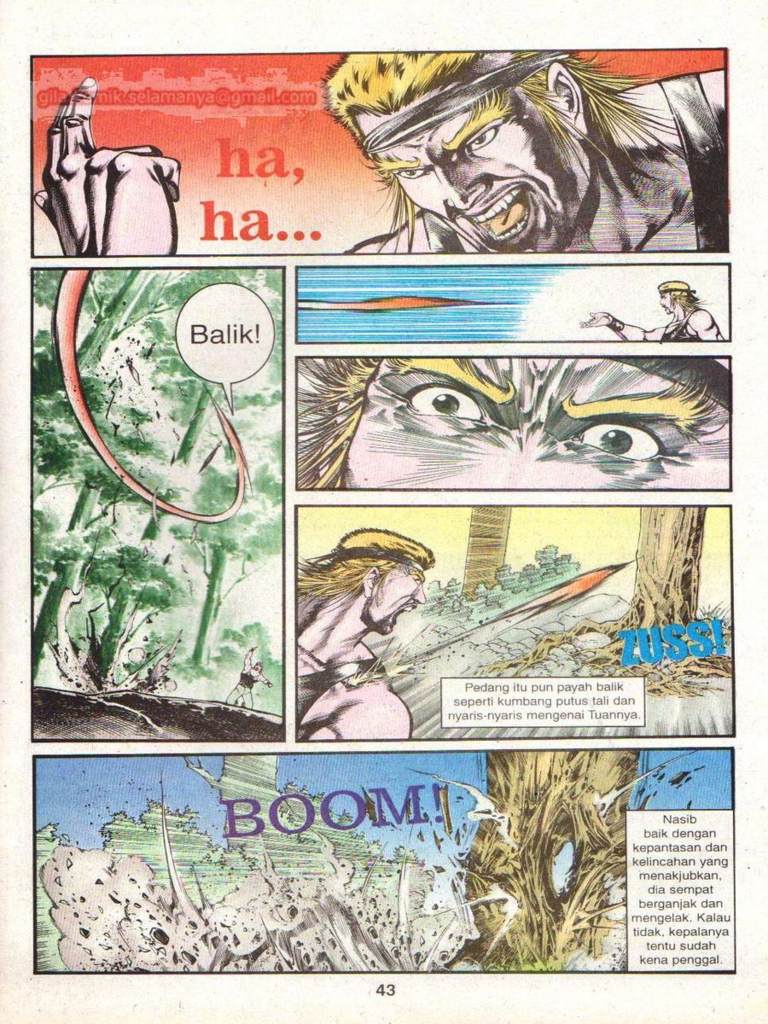 gilakomik.selamanya@gmail.com
ha,
ha...
Balik!
ZUSS!
Pedang itu pun payah balik
seperti kumbang putus tali dan
nyaris-nyaris mengenai Tuannya.
BOOM!
Nasib
baik dengan
kepantasan dan
kelincahan yang
menakjubkan,
dia sempat
berganjak dan
mengelak. Kalau
tidak, kepalanya
tentu sudah
kena penggal.
43